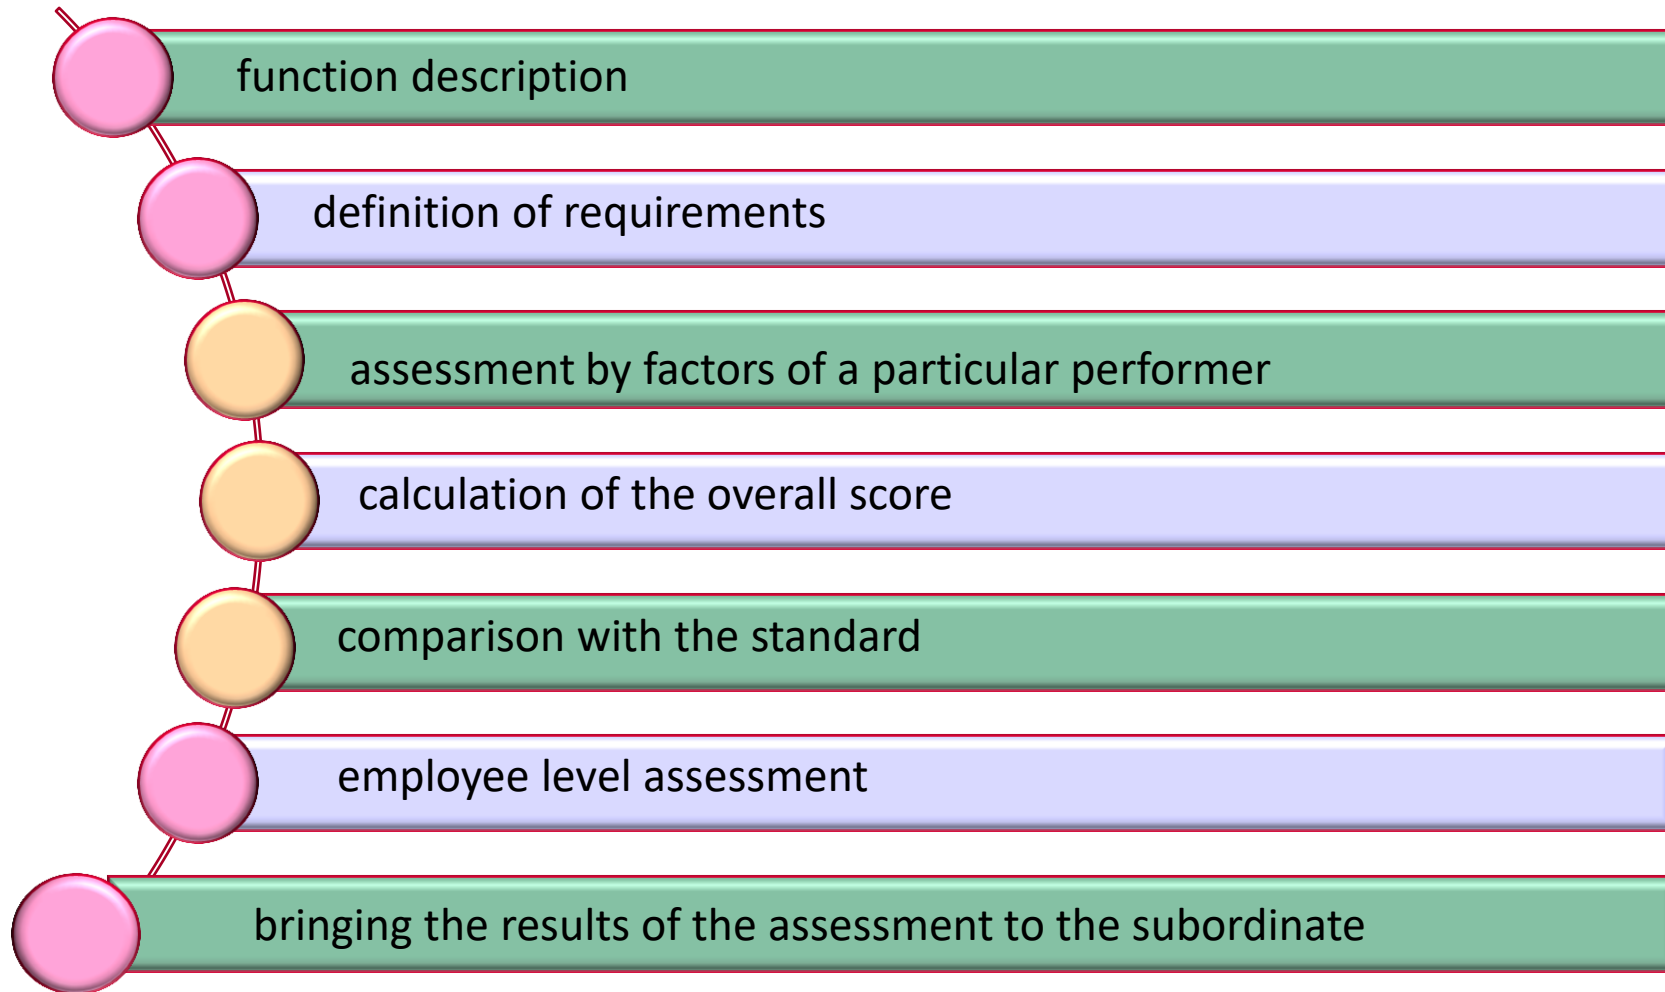 function description
definition of requirements
assessment by factors of a particular performer
calculation of the overall score
comparison with the standard
employee level assessment
bringing the results of the assessment to the subordinate